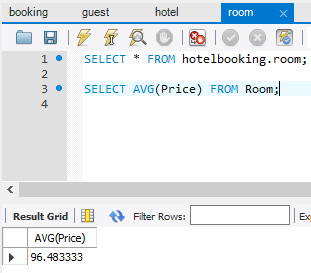 booking guest hotel room
1 SELECT * FROM hotelbooking.room;
2
3 SELECT AVG(Price) FROM Room;
4
Result Grid Filter Rows:
AVG(Price)
96.483333